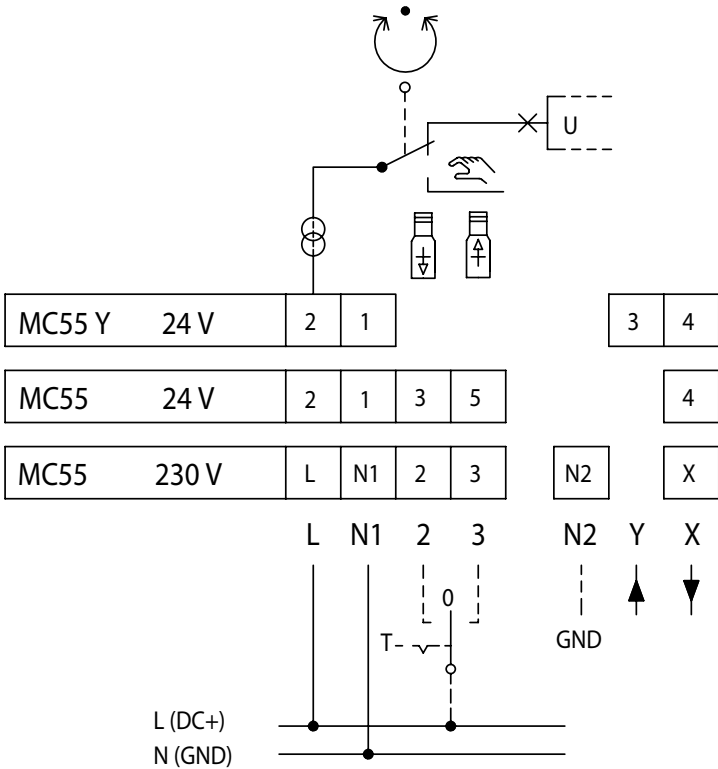 U
MC55 Y 24 V 2 1 3 4
MC55 24 V 2 1 3 5 4
MC55 230 V L N1 2 3 N2 X
L N1 2 3 N2 Y X
0
T
GND
L (DC+)
N (GND)